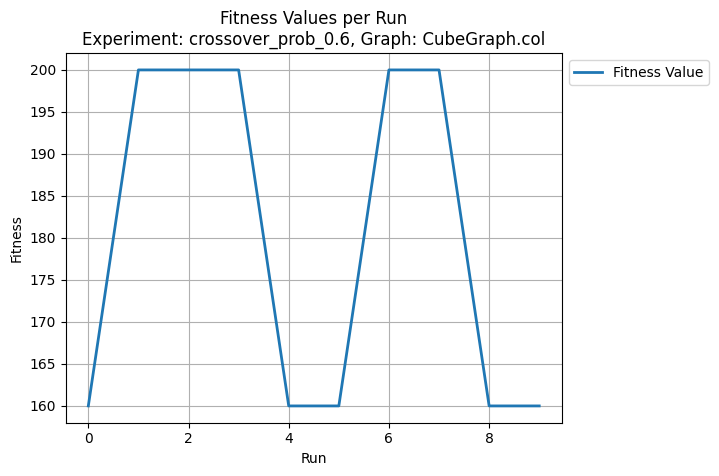 Fitness Values per Run
Experiment: crossover_prob_0.6, Graph: CubeGraph.col
Fitness Value
Fitness
200
195
190
185
180
175
170
165
160
0 2 4 6 8
Run